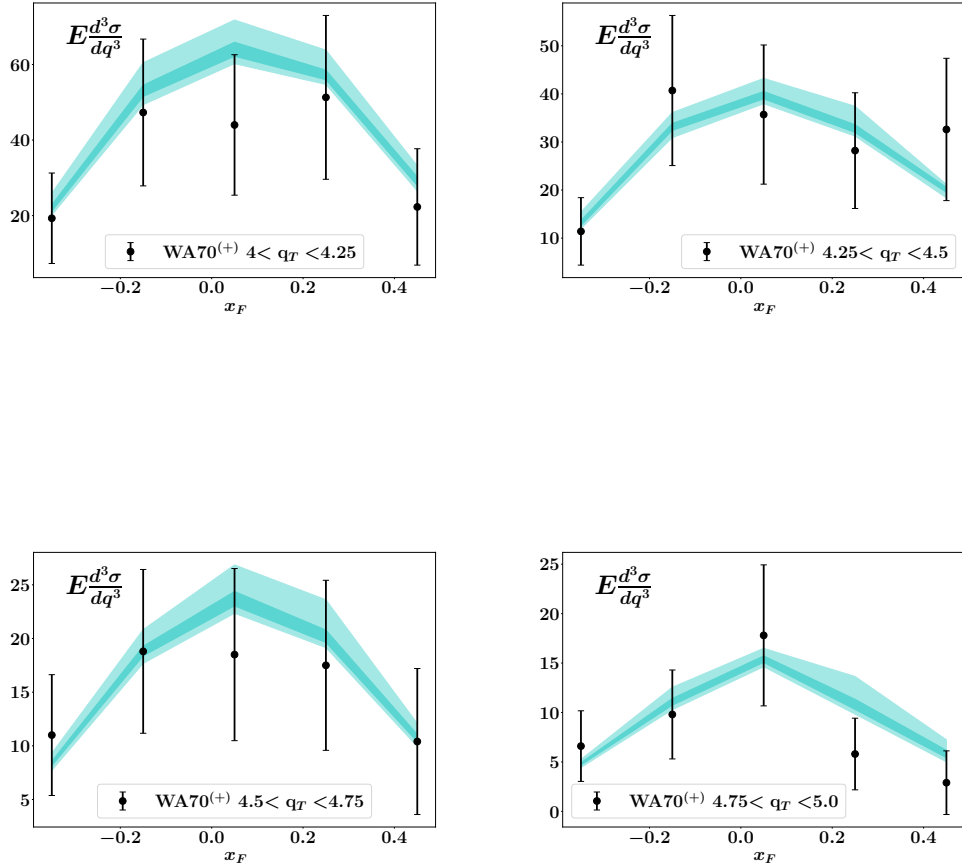 E d³σ/dq³
60
40
20
WA70(+) 4< q_T <4.25
−0.2 0.0 0.2 0.4
x_F
E d³σ/dq³
50
40
30
20
10
WA70(+) 4.25< q_T <4.5
−0.2 0.0 0.2 0.4
x_F
E d³σ/dq³
25
20
15
10
5
WA70(+) 4.5< q_T <4.75
−0.2 0.0 0.2 0.4
x_F
E d³σ/dq³
25
20
15
10
5
0
WA70(+) 4.75< q_T <5.0
−0.2 0.0 0.2 0.4
x_F